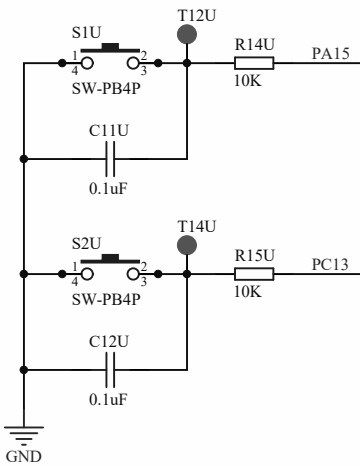 T12U
S1U
R14U
PA15
1 2
4 3
SW-PB4P
10K
C11U
0.1uF
T14U
S2U
R15U
PC13
1 2
4 3
SW-PB4P
10K
C12U
0.1uF
GND